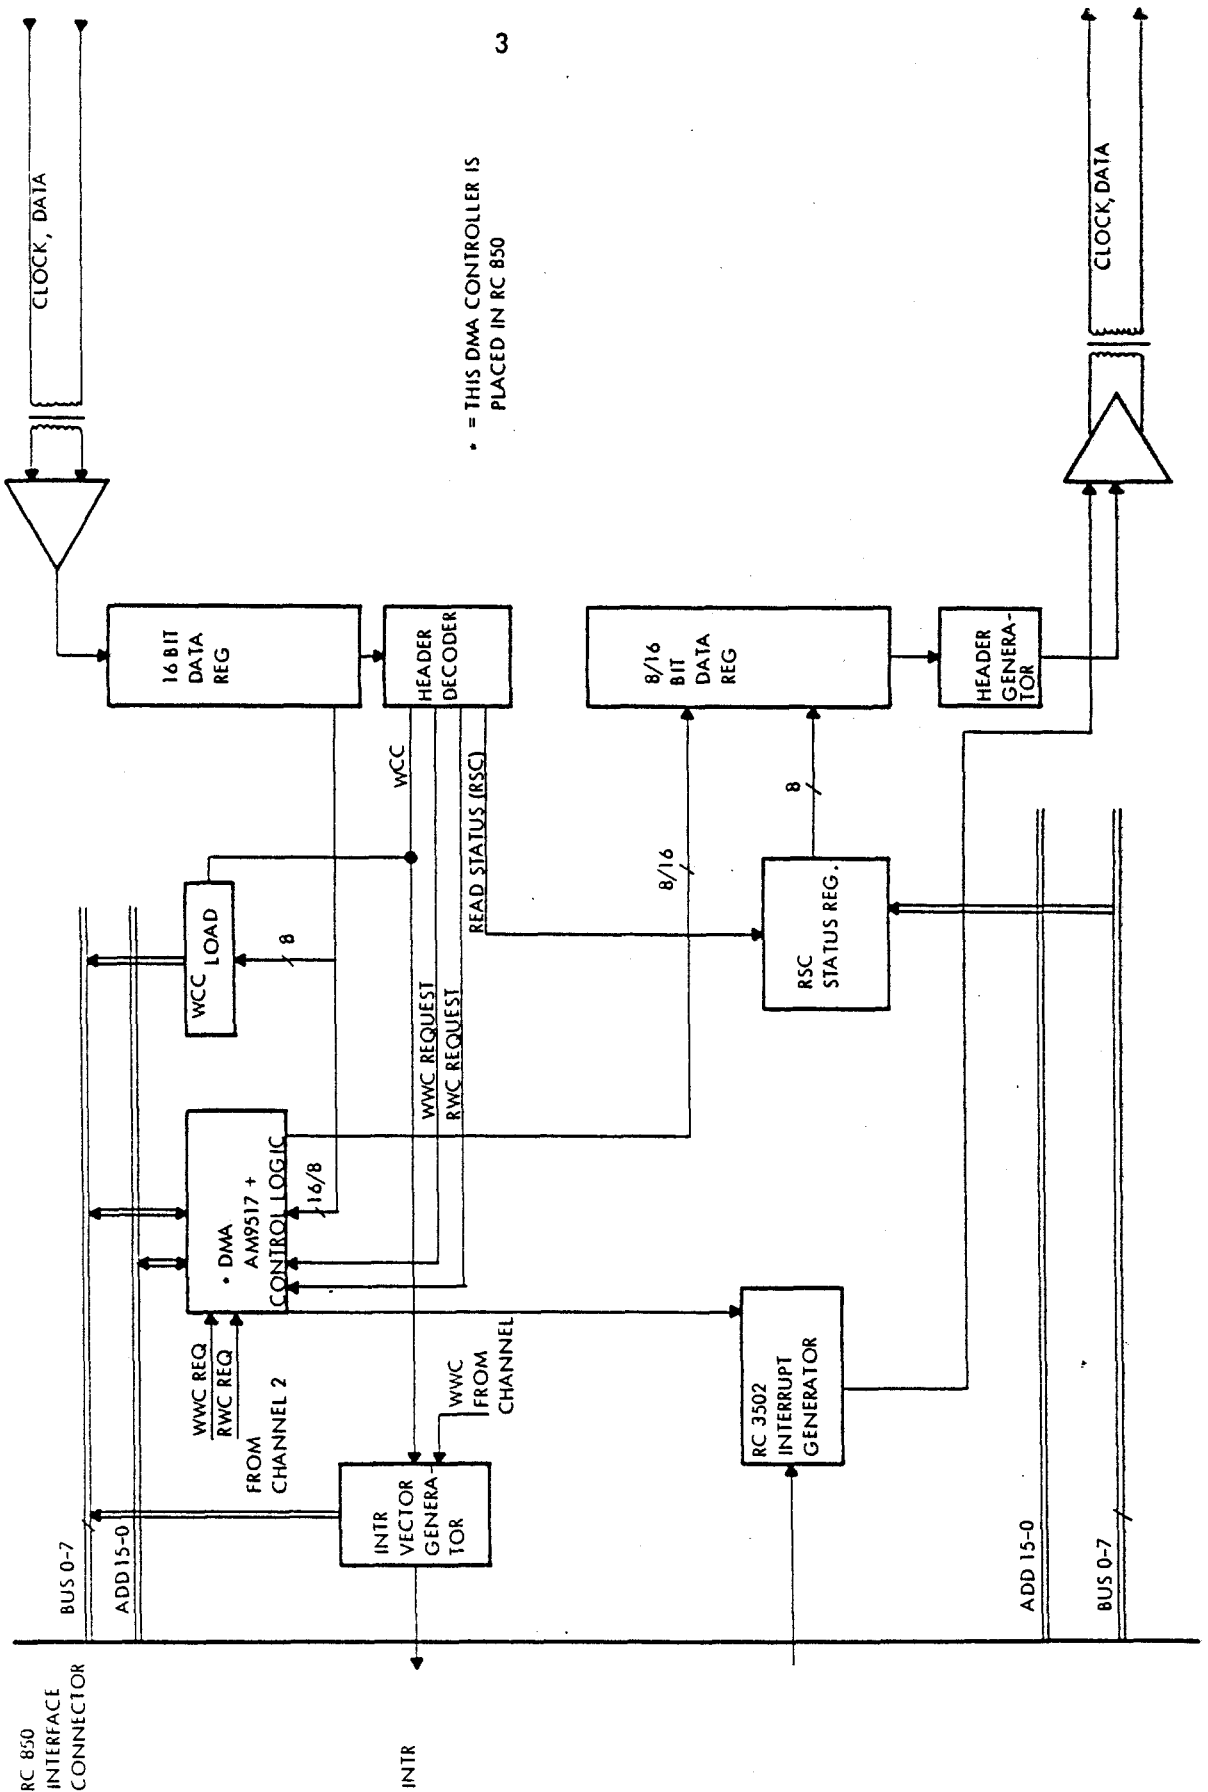 3
RC 850
INTERFACE
CONNECTOR
BUS 0-7
ADD 15-0
CLOCK, DATA
WCC
LOAD
8
16 BIT
DATA
REG
* DMA
AM9517 +
CONTROL LOGIC
16/8
WWC REQ
RWC REQ
FROM
CHANNEL 2
HEADER
DECODER
WCC
WWC REQUEST
RWC REQUEST
READ STATUS (RSC)
INTR
VECTOR
GENERA-
TOR
WWC
FROM
CHANNEL
INTR
* = THIS DMA CONTROLLER IS
PLACED IN RC 850
8/16
8/16
BIT
DATA
REG
8
RSC
STATUS REG.
RC 3502
INTERRUPT
GENERATOR
HEADER
GENERA-
TOR
ADD 15-0
BUS 0-7
CLOCK, DATA